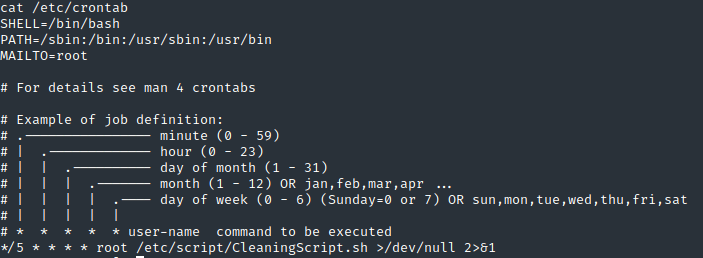 cat /etc/crontab
SHELL=/bin/bash
PATH=/sbin:/bin:/usr/sbin:/usr/bin
MAILTO=root

# For details see man 4 crontabs

# Example of job definition:
# .---------------- minute (0 - 59)
# |  .------------- hour (0 - 23)
# |  |  .---------- day of month (1 - 31)
# |  |  |  .------- month (1 - 12) OR jan,feb,mar,apr ...
# |  |  |  |  .---- day of week (0 - 6) (Sunday=0 or 7) OR sun,mon,tue,wed,thu,fri,sat
# |  |  |  |  |
# *  *  *  *  * user-name  command to be executed
*/5 * * * * root /etc/script/CleaningScript.sh >/dev/null 2>&1